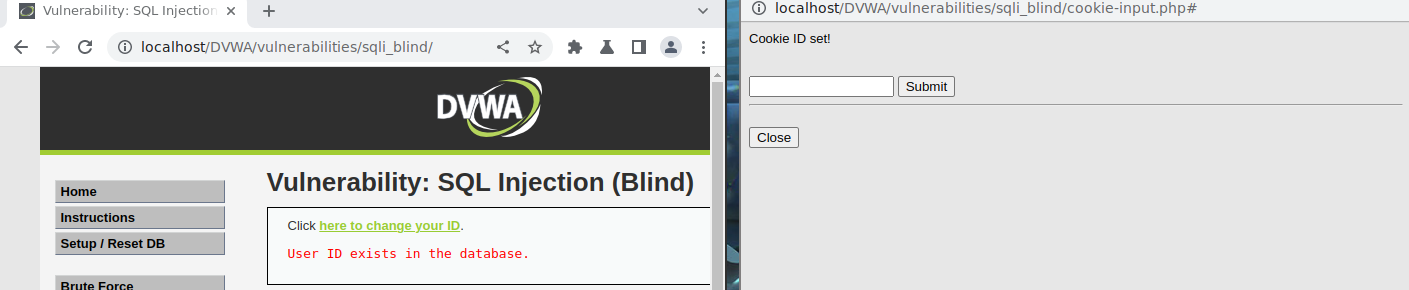 Vulnerability: SQL Injection
localhost/DVWA/vulnerabilities/sqli_blind/
DVWA
Home
Instructions
Setup / Reset DB
Brute Force
Vulnerability: SQL Injection (Blind)
Click here to change your ID.
User ID exists in the database.
localhost/DVWA/vulnerabilities/sqli_blind/cookie-input.php#
Cookie ID set!
Submit
Close